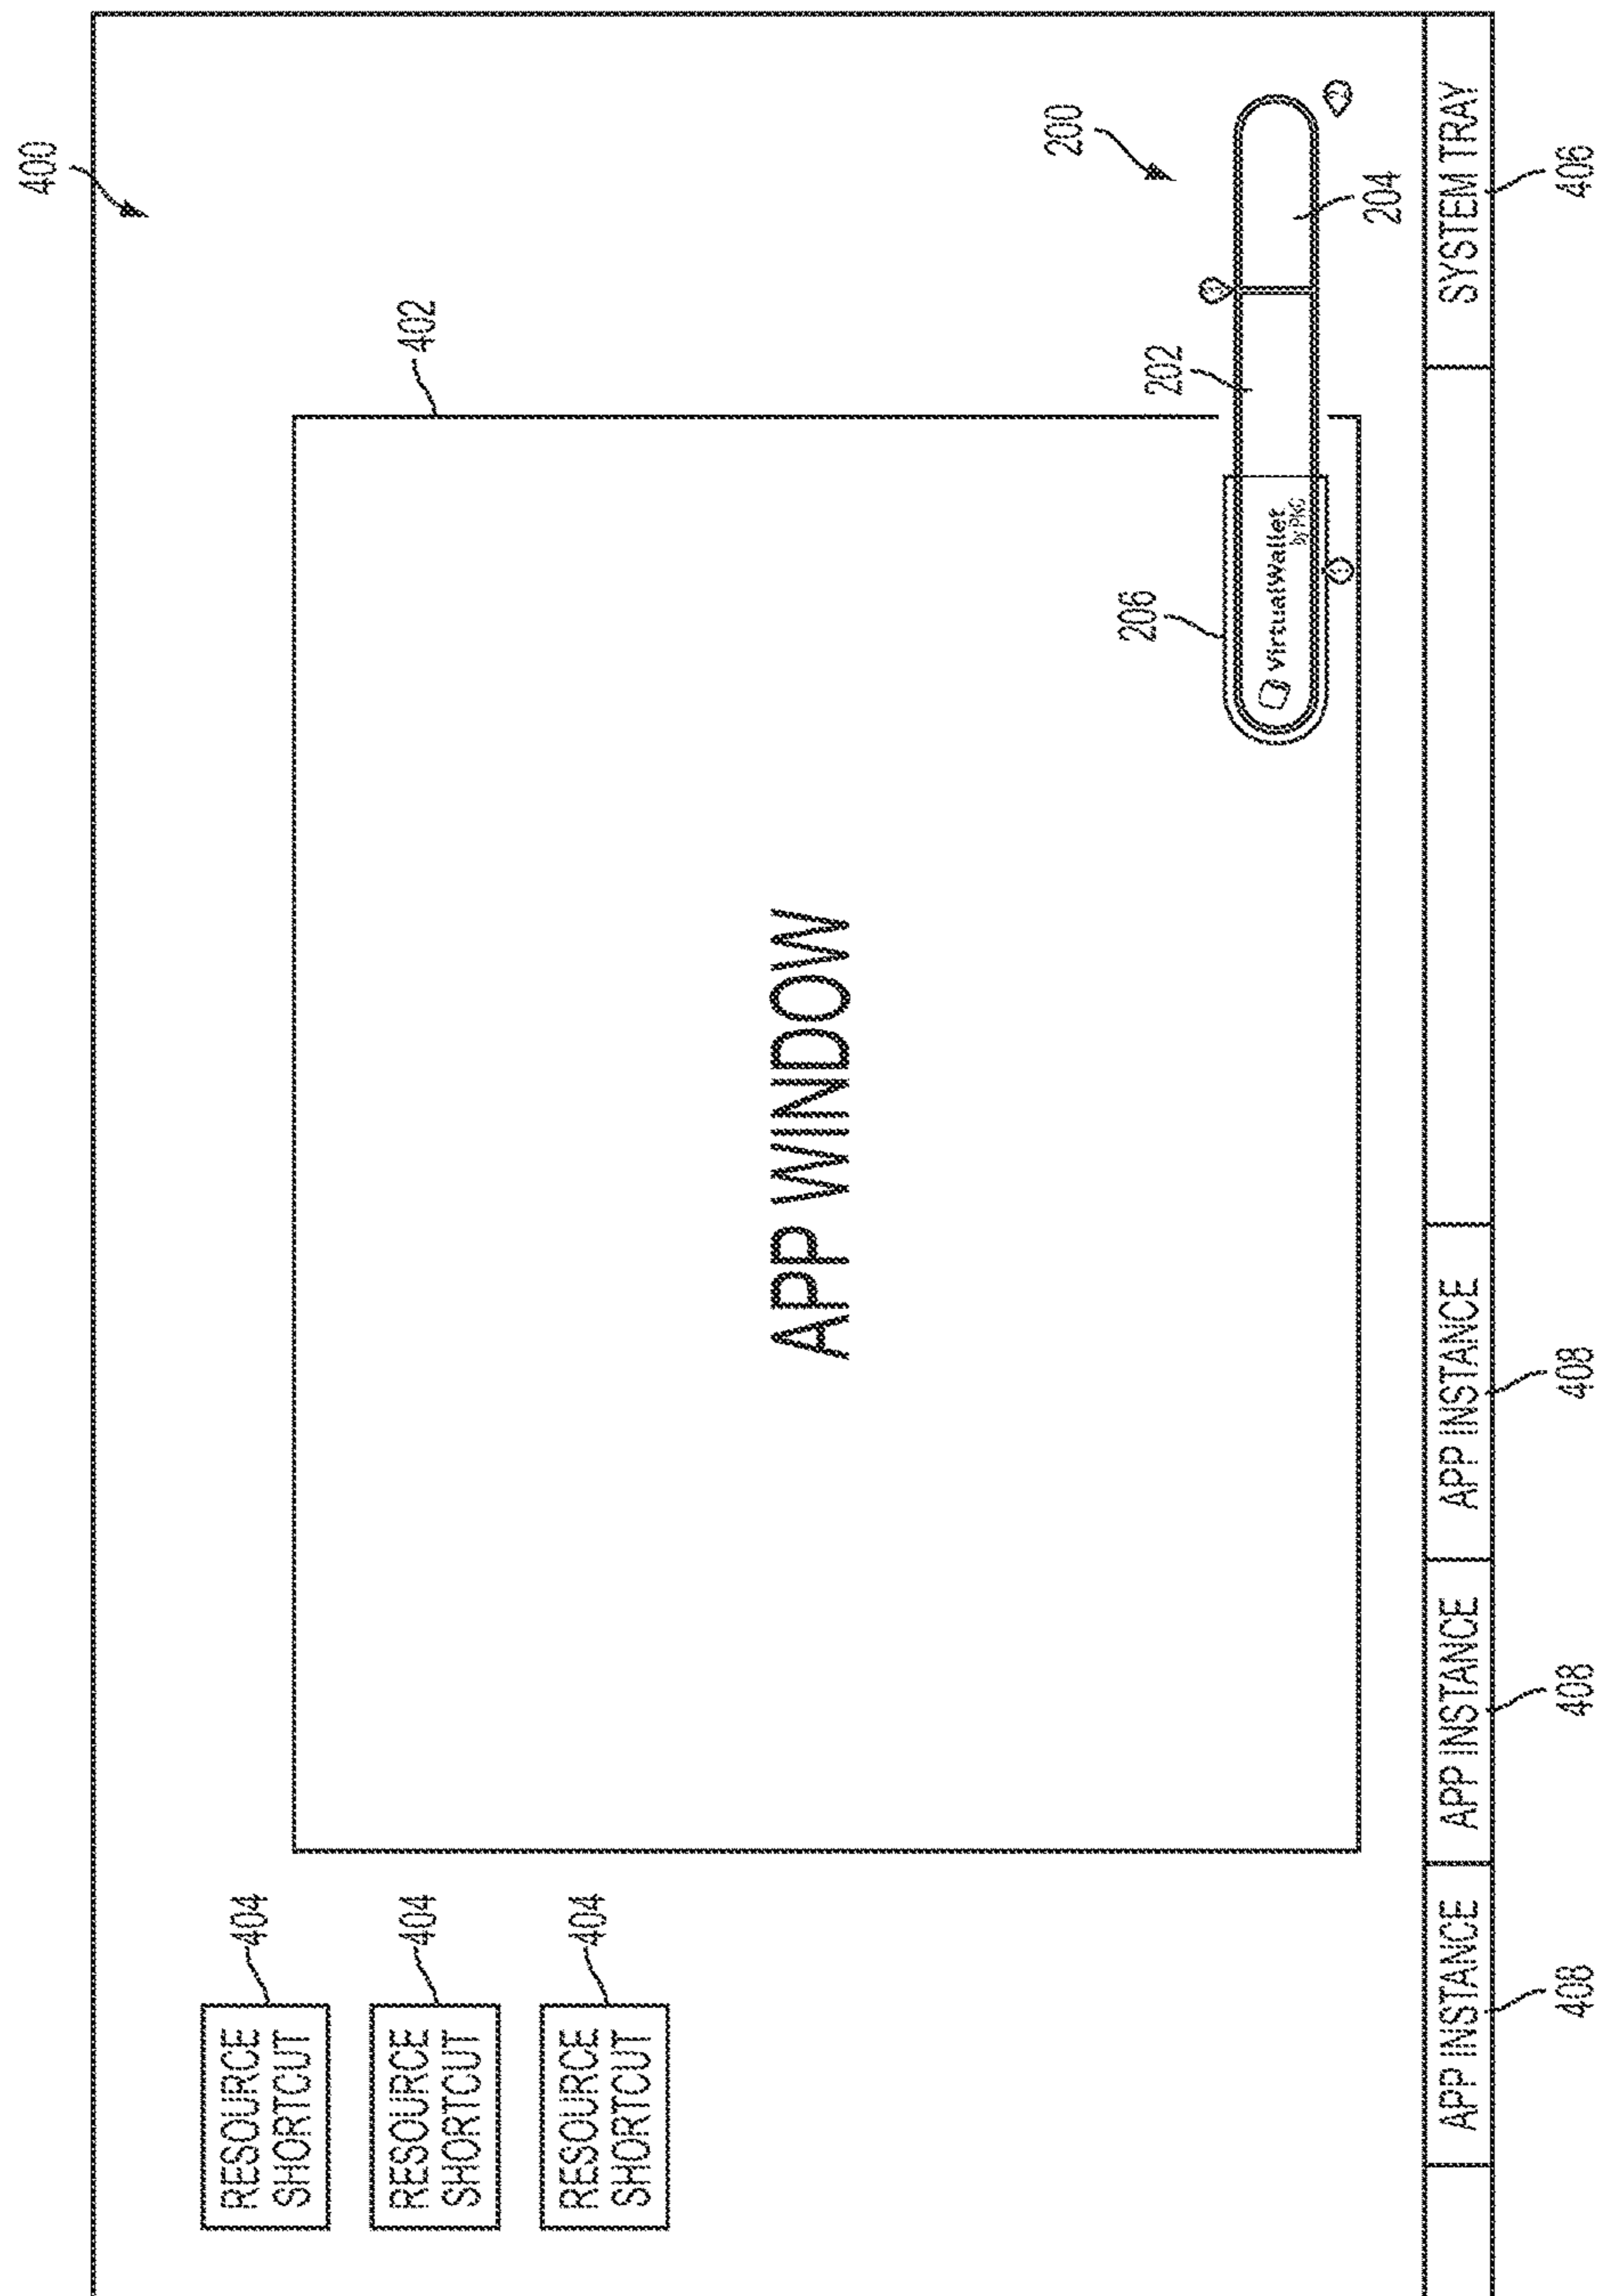 400
RESOURCE
SHORTCUT
404
RESOURCE
SHORTCUT
404
RESOURCE
SHORTCUT
404
402
APP WINDOW
200
206
202
VirtualWallet
by PNC
204
APP INSTANCE
APP INSTANCE
APP INSTANCE
SYSTEM TRAY
408
408
408
406